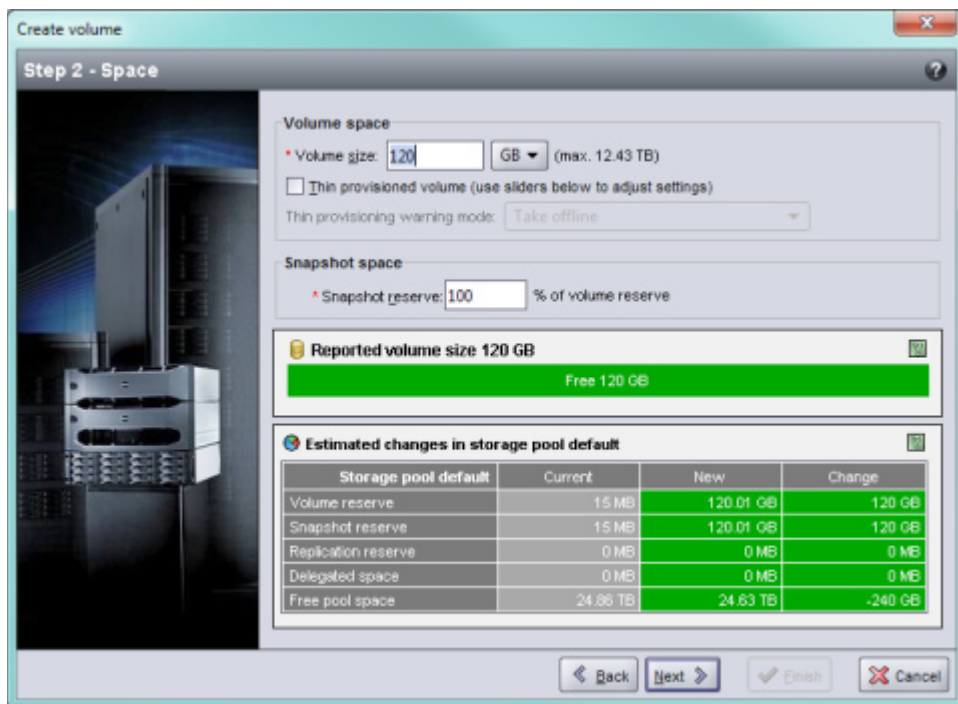 Create volume
Step 2 - Space
Volume space
* Volume size: 120 GB (max. 12.43 TB)
Thin provisioned volume (use sliders below to adjust settings)
Thin provisioning warning mode: Take offline
Snapshot space
* Snapshot reserve: 100 % of volume reserve
Reported volume size 120 GB
Free 120 GB
Estimated changes in storage pool default
Storage pool default Current New Change
Volume reserve 15 MB 120.01 GB 120 GB
Snapshot reserve 15 MB 120.01 GB 120 GB
Replication reserve 0 MB 0 MB 0 MB
Delegated space 0 MB 0 MB 0 MB
Free pool space 24.86 TB 24.63 TB -240 GB
Back Next Finish Cancel